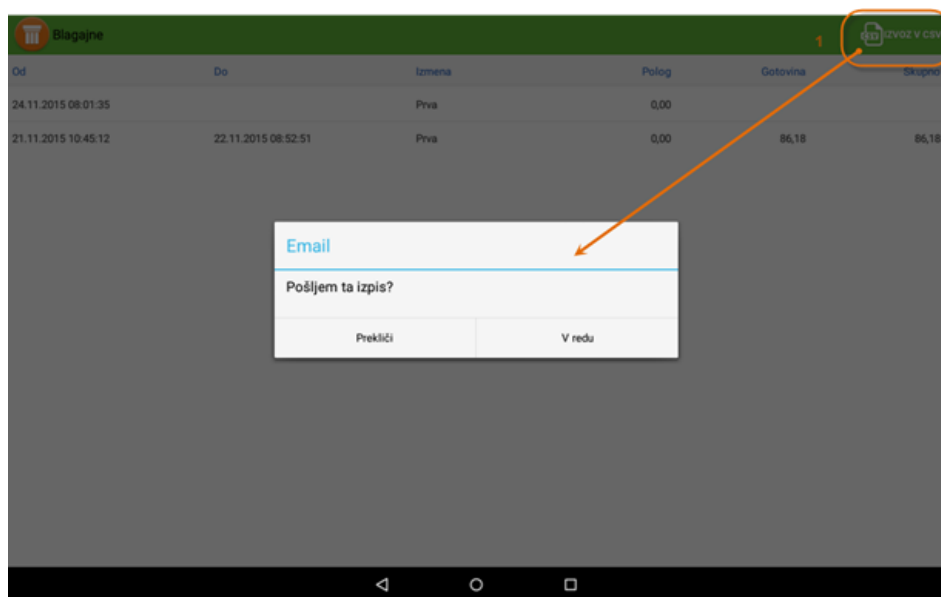 Blagajne
1
izvoz v csv
Od Do Izmena Polog Gotovina Skupno
24.11.2015 08:01:35 Prva 0,00
21.11.2015 10:45:12 22.11.2015 08:52:51 Prva 0,00 86,18 86,18
Email
Pošljem ta izpis?
Prekliči V redu